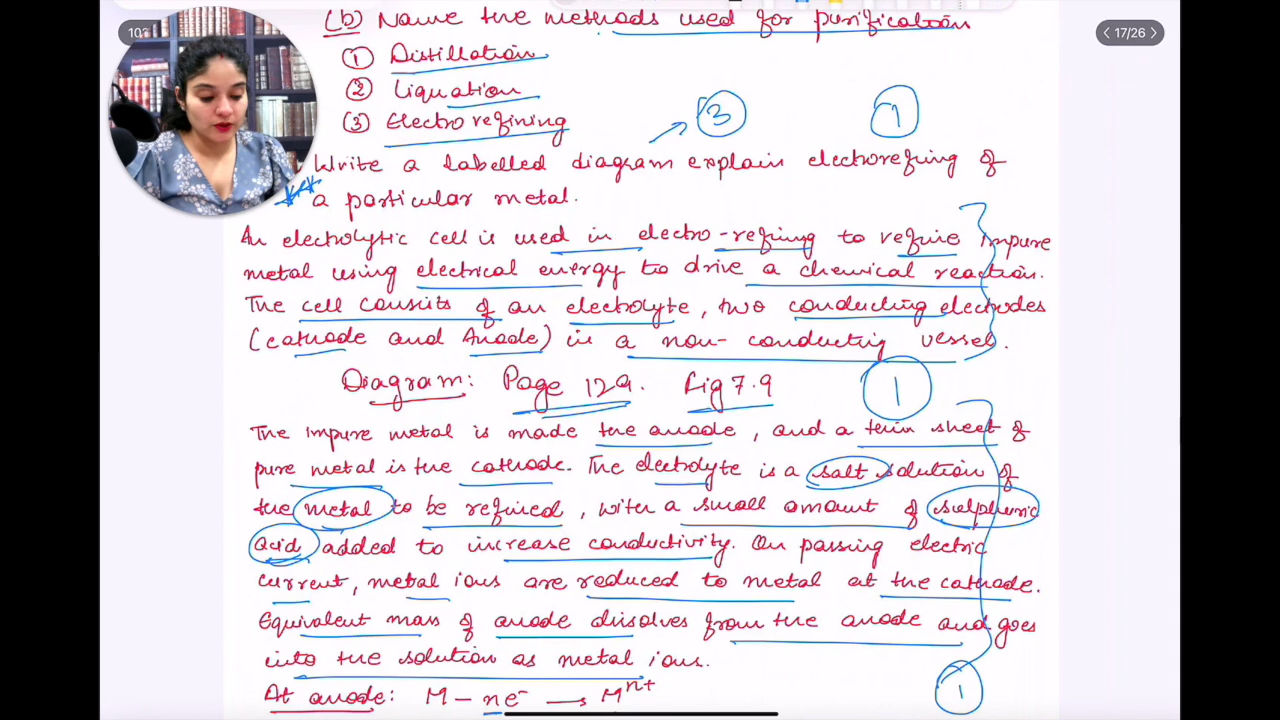 (b) Name the methods used for purification
① Distillation
② Liquation
③ Electrorefining
3
1
Write a labelled diagram explain electrorefing of
a particular metal.
An electrolytic cell is used in electro-refining to refine impure
metal using electrical energy to drive a chemical reaction.
The cell consists of an electrolyte, two conducting electrodes
(cathode and Anode) in a non-conducting vessel.
Diagram: Page 129. Fig 7.9
1
The impure metal is made the anode, and a thin sheet of
pure metal is the cathode. The electrolyte is a salt solution of
the metal to be refined, with a small amount of sulphuric
acid added to increase conductivity. On passing electric
current, metal ions are reduced to metal at the cathode.
Equivalent mass of anode dissolves from the anode and goes
into the solution as metal ions.
1
At anode: M - ne⁻ → Mⁿ⁺
< 17/26 >